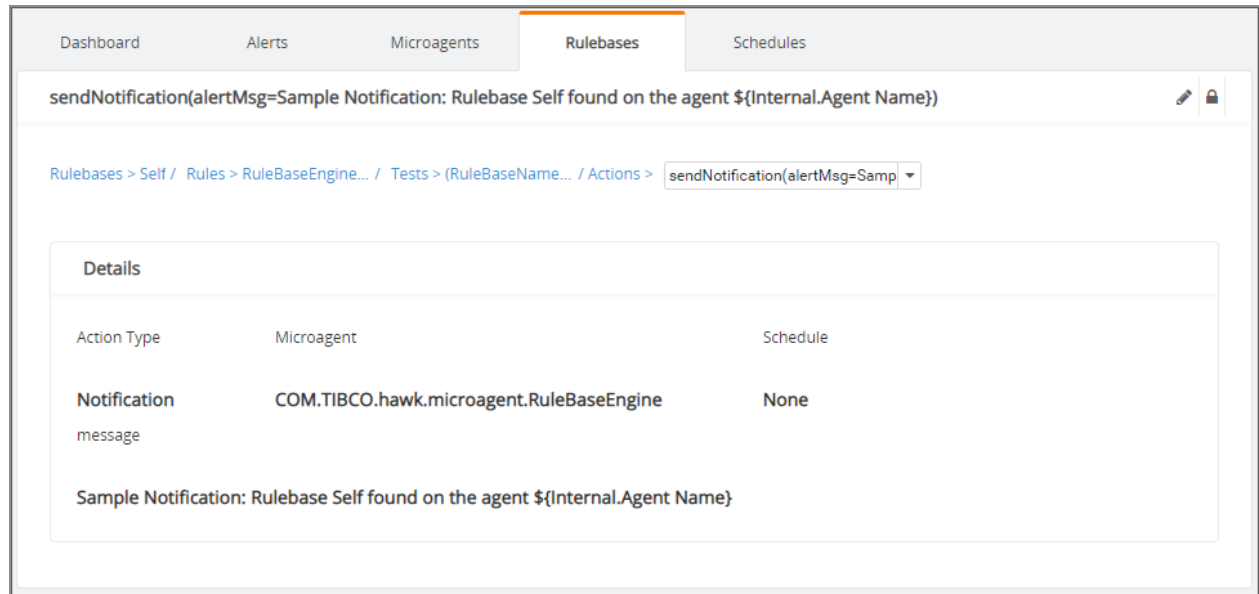 Dashboard Alerts Microagents Rulebases Schedules
sendNotification(alertMsg=Sample Notification: Rulebase Self found on the agent ${Internal.Agent Name})
Rulebases > Self / Rules > RuleBaseEngine... / Tests > (RuleBaseName... / Actions > sendNotification(alertMsg=Samp
Details
Action Type Microagent Schedule
Notification COM.TIBCO.hawk.microagent.RuleBaseEngine None
message
Sample Notification: Rulebase Self found on the agent ${Internal.Agent Name}